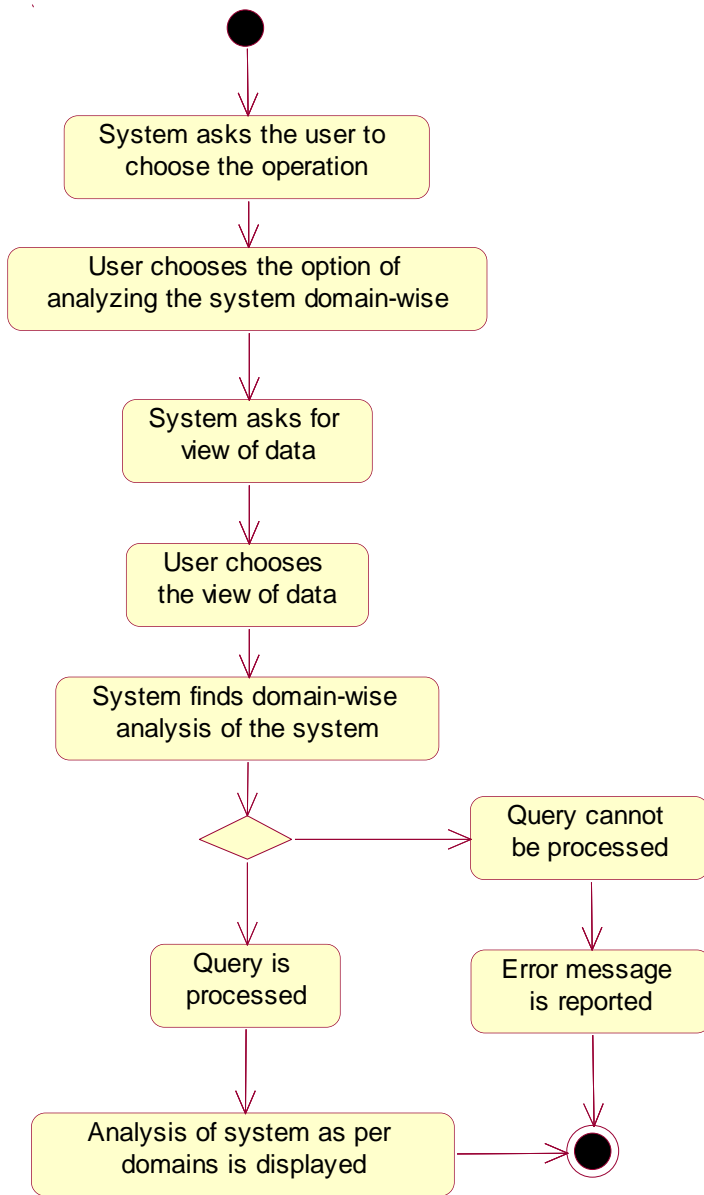 System asks the user to
choose the operation
User chooses the option of
analyzing the system domain-wise
System asks for
view of data
User chooses
the view of data
System finds domain-wise
analysis of the system
Query cannot
be processed
Query is
processed
Error message
is reported
Analysis of system as per
domains is displayed